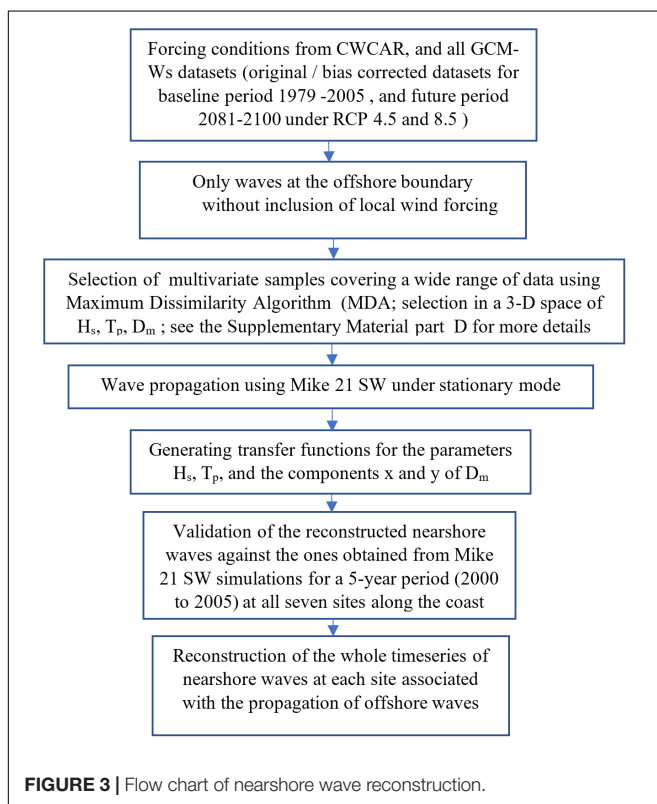 Forcing conditions from CWCAR, and all GCM-
Ws datasets (original / bias corrected datasets for
baseline period 1979 -2005 , and future period
2081-2100 under RCP 4.5 and 8.5 )
Only waves at the offshore boundary
without inclusion of local wind forcing
Selection of multivariate samples covering a wide range of data using
Maximum Dissimilarity Algorithm (MDA; selection in a 3-D space of
Hs, Tp, Dm ; see the Supplementary Material part D for more details
Wave propagation using Mike 21 SW under stationary mode
Generating transfer functions for the parameters
Hs, Tp, and the components x and y of Dm
Validation of the reconstructed nearshore
waves against the ones obtained from Mike
21 SW simulations for a 5-year period (2000
to 2005) at all seven sites along the coast
Reconstruction of the whole timeseries of
nearshore waves at each site associated
with the propagation of offshore waves
FIGURE 3 | Flow chart of nearshore wave reconstruction.